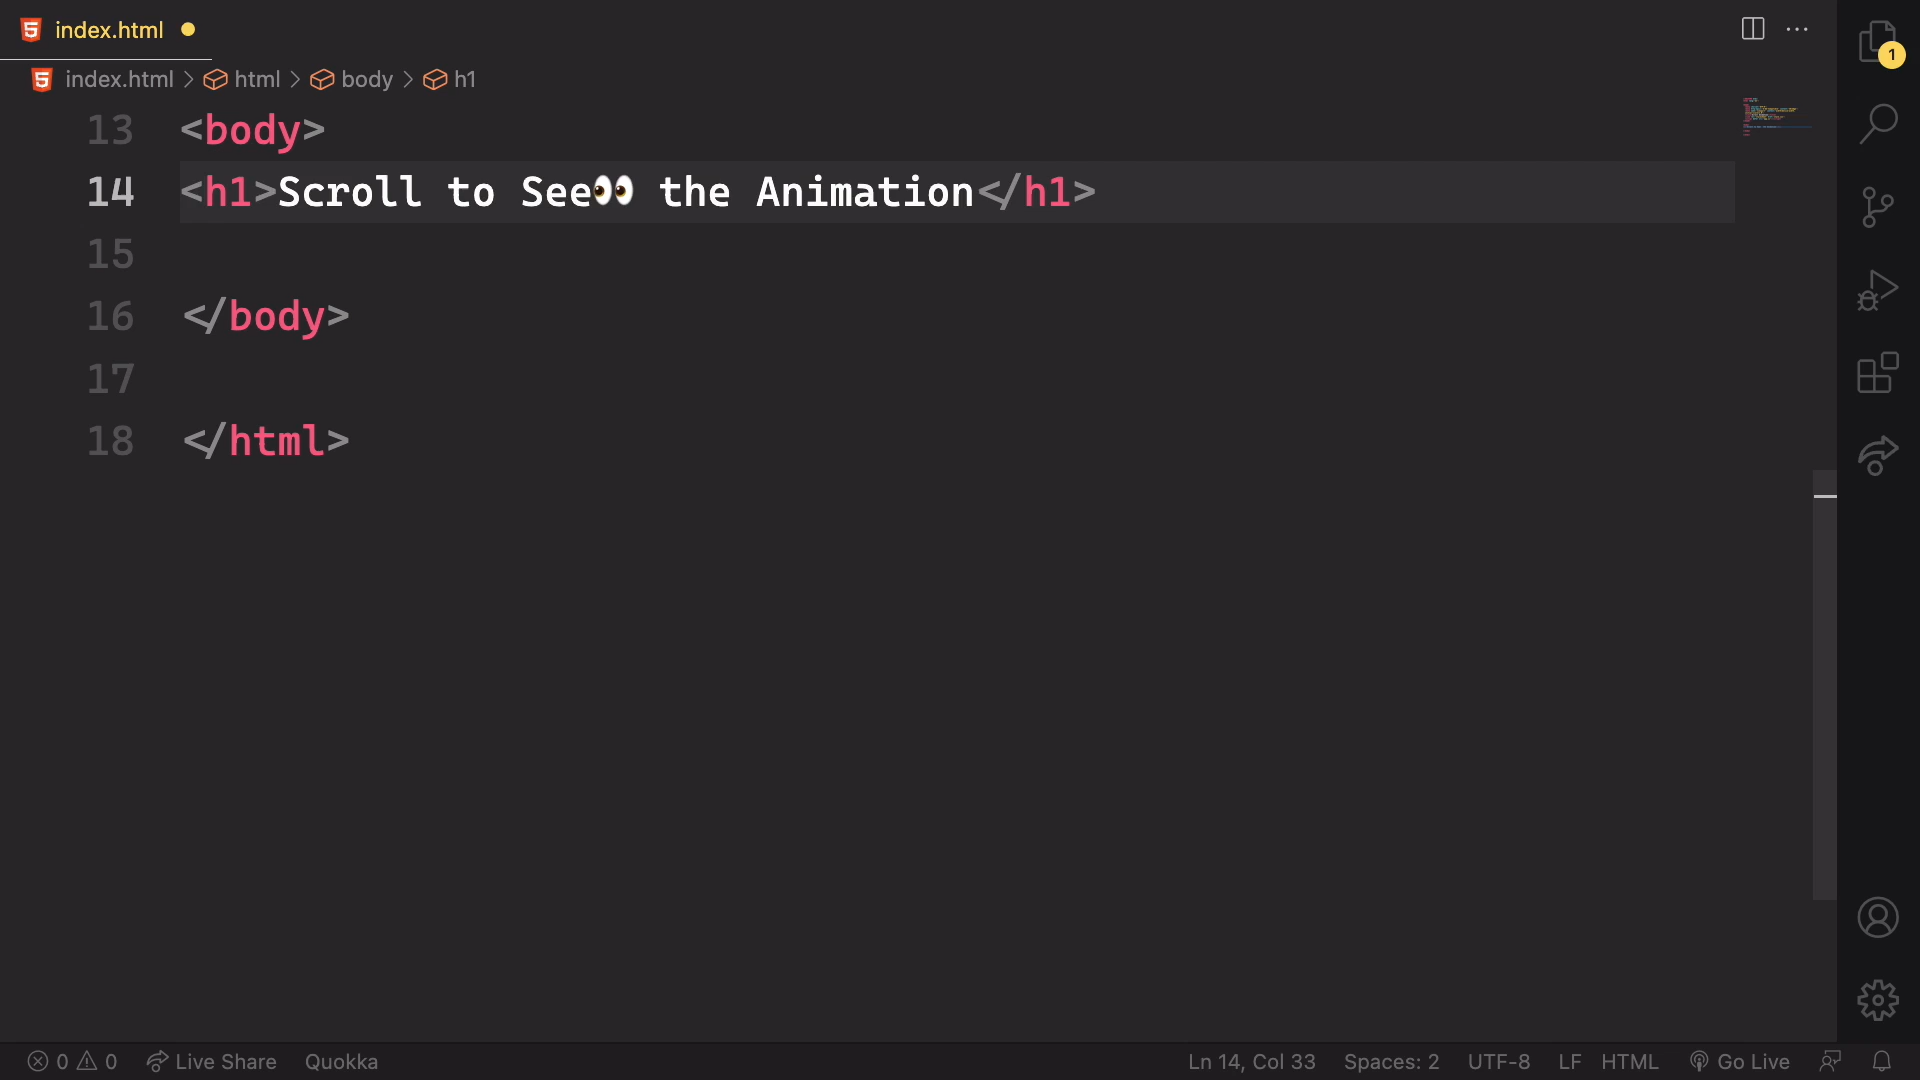 index.html
index.html > html > body > h1
1
13 <body>
14 <h1>Scroll to See👀 the Animation</h1>
15
16 </body>
17
18 </html>
0 0 Live Share Quokka Ln 14, Col 33 Spaces: 2 UTF-8 LF HTML Go Live